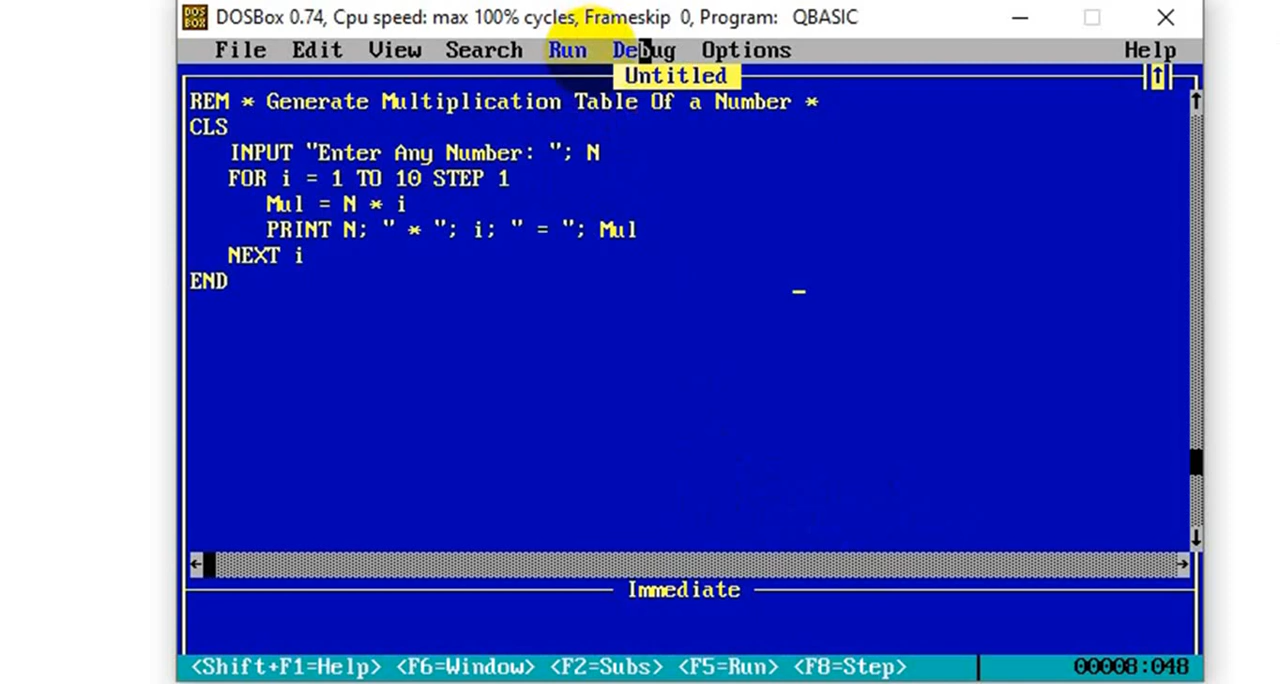 DOSBox 0.74, Cpu speed: max 100% cycles, Frameskip 0, Program: QBASIC
File Edit View Search Run Debug Options Help
Untitled
REM * Generate Multiplication Table Of a Number *
CLS
INPUT "Enter Any Number: "; N
FOR i = 1 TO 10 STEP 1
Mul = N * i
PRINT N; " * "; i; " = "; Mul
NEXT i
END
Immediate
<Shift+F1=Help> <F6=Window> <F2=Subs> <F5=Run> <F8=Step> 00008:048